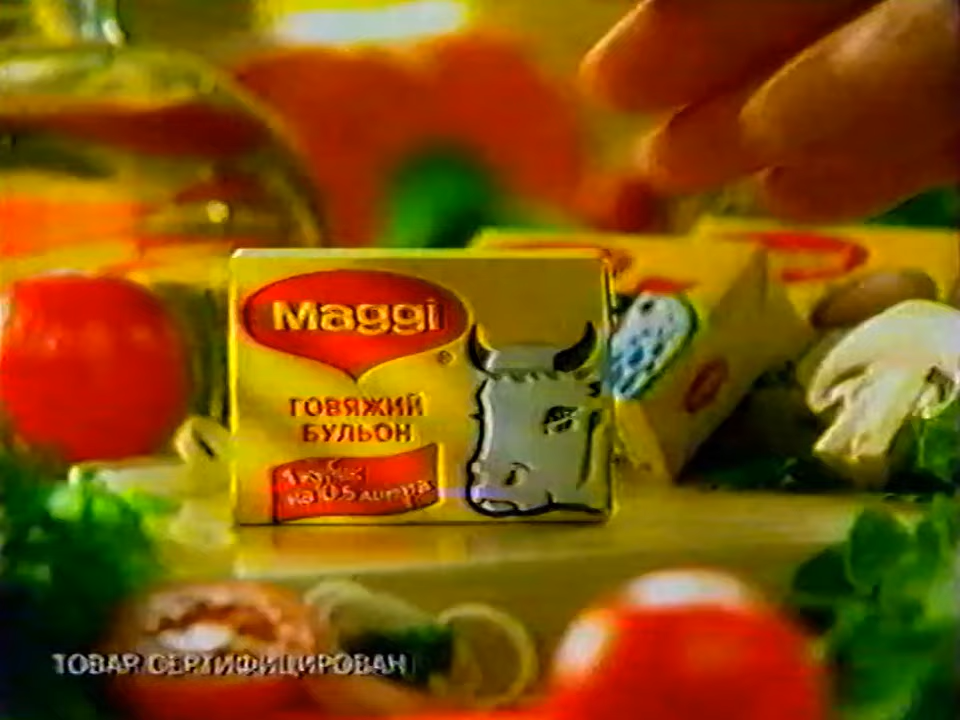 Maggi
®
ГОВЯЖИЙ
БУЛЬОН
1 кубик
на 0.5 литра
ТОВАР СЕРТИФИЦИРОВАН